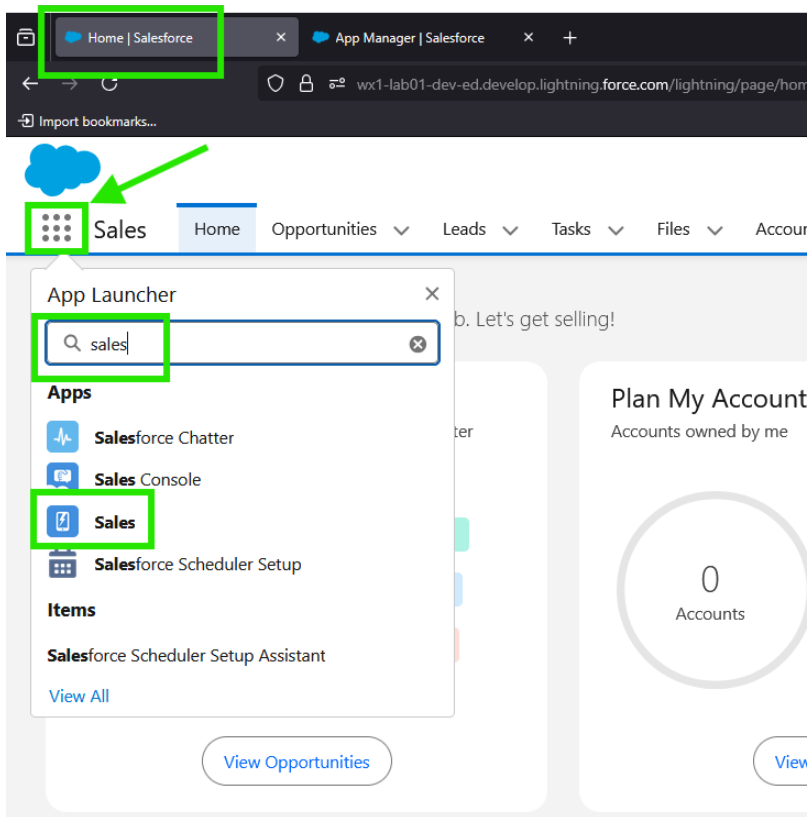 Home | Salesforce
App Manager | Salesforce
wx1-lab01-dev-ed.develop.lightning.force.com/lightning/page/hom
Import bookmarks...
Sales
Home
Opportunities
Leads
Tasks
Files
Accoun
App Launcher
b. Let's get selling!
sales
Apps
Salesforce Chatter
Sales Console
Sales
Salesforce Scheduler Setup
Items
Salesforce Scheduler Setup Assistant
View All
ter
View Opportunities
Plan My Account
Accounts owned by me
0
Accounts
View